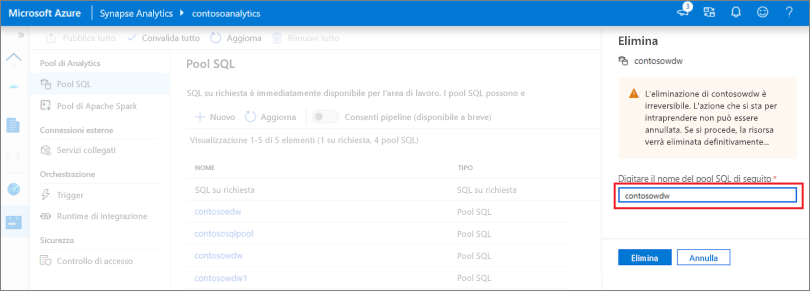 Microsoft Azure
Synapse Analytics
contosoanalytics
3
?
»
Pubblica tutto
Convalida tutto
Aggiorna
Rimuovi tutto
Pool di Analytics
Pool SQL
Pool di Apache Spark
Connessioni esterne
Servizi collegati
Orchestrazione
Trigger
Runtime di integrazione
Sicurezza
Controllo di accesso
Pool SQL
SQL su richiesta è immediatamente disponibile per l'area di lavoro. I pool SQL possono e
Nuovo
Aggiorna
Consenti pipeline (disponibile a breve)
Visualizzazione 1-5 di 5 elementi (1 su richiesta, 4 pool SQL)
NOME TIPO
SQL su richiesta SQL su richiesta
contosoedw Pool SQL
contososqlpool Pool SQL
contosowdw Pool SQL
contosowdw1 Pool SQL
Elimina
contosowdw
L'eliminazione di contosowdw è
irreversibile. L'azione che si sta per
intraprendere non può essere
annullata. Se si procede, la risorsa
verrà eliminata definitivamente...
Digitare il nome del pool SQL di seguito *
contosowdw
Elimina
Annulla